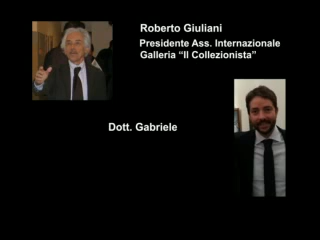 Roberto Giuliani
Presidente Ass. Internazionale
Galleria “Il Collezionista”
Dott. Gabriele